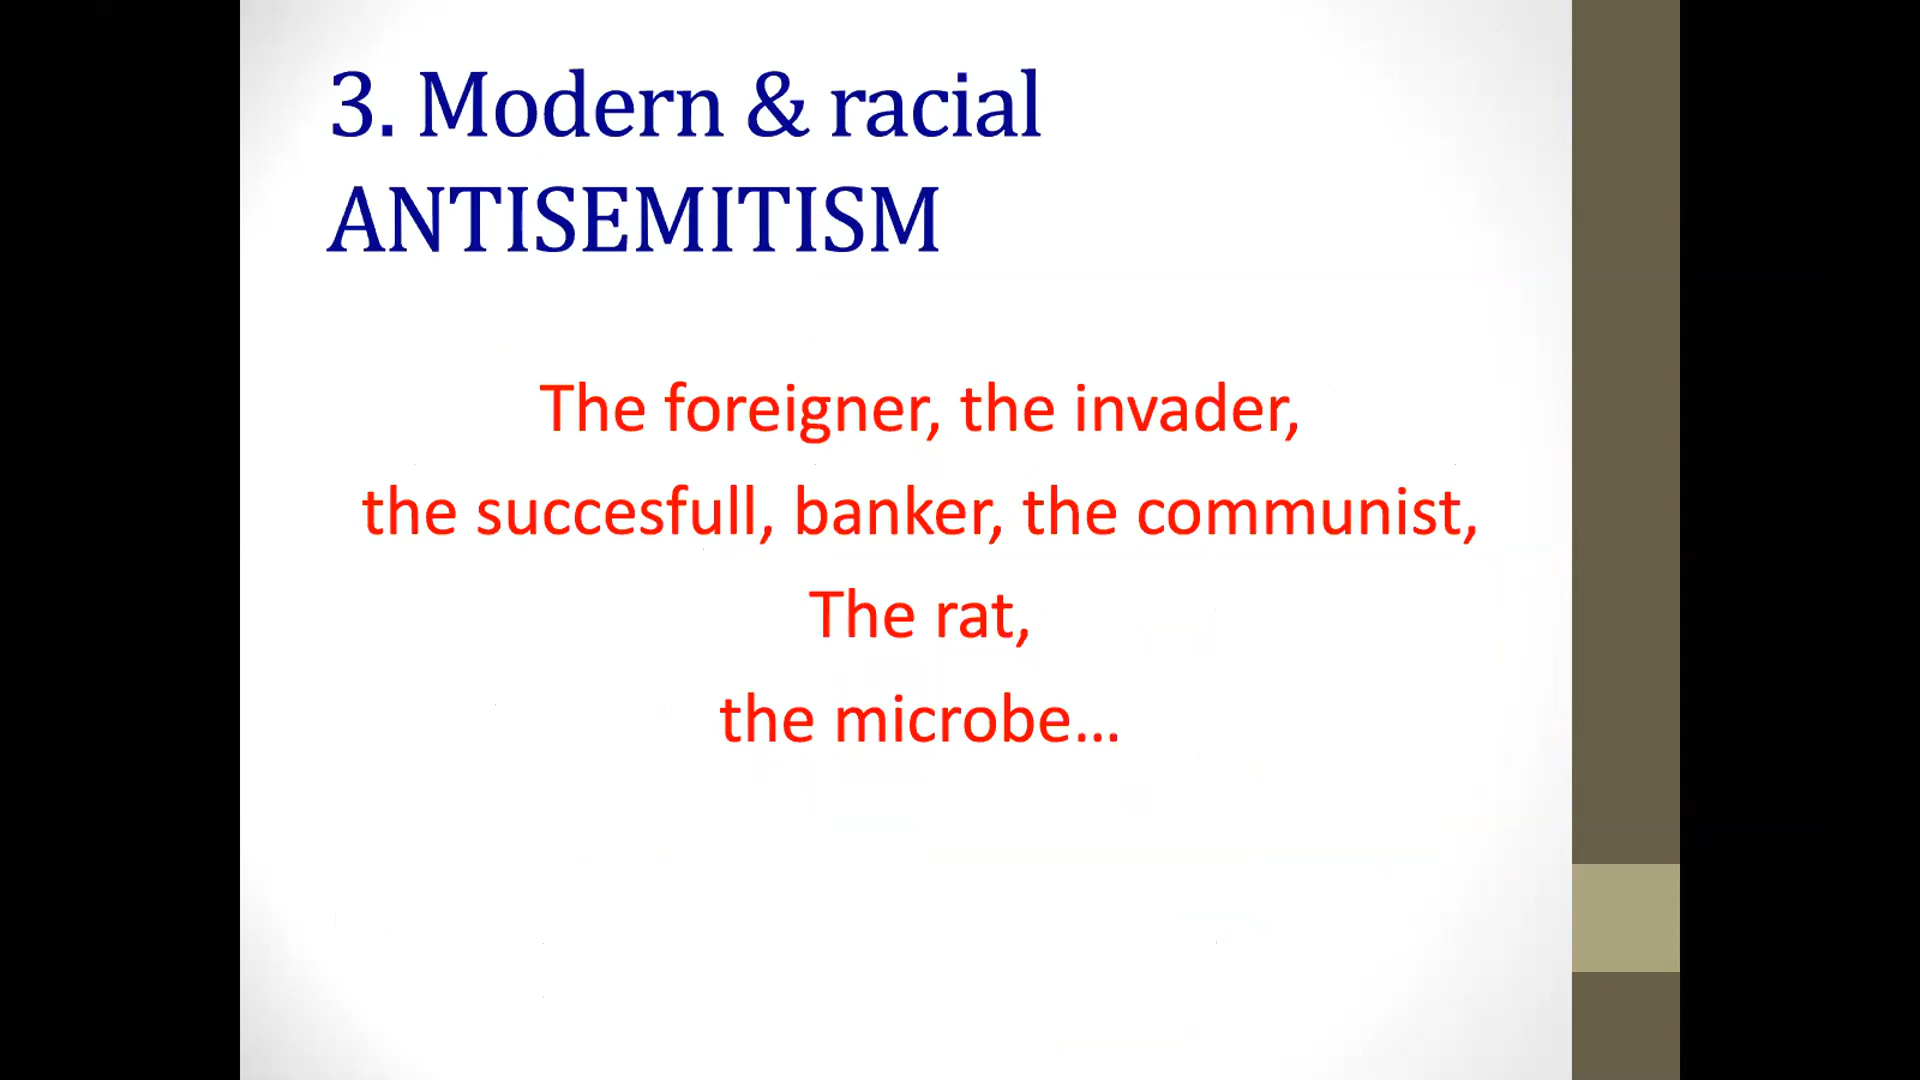 3. Modern & racial
ANTISEMITISM
The foreigner, the invader,
the succesfull, banker, the communist,
The rat,
the microbe...